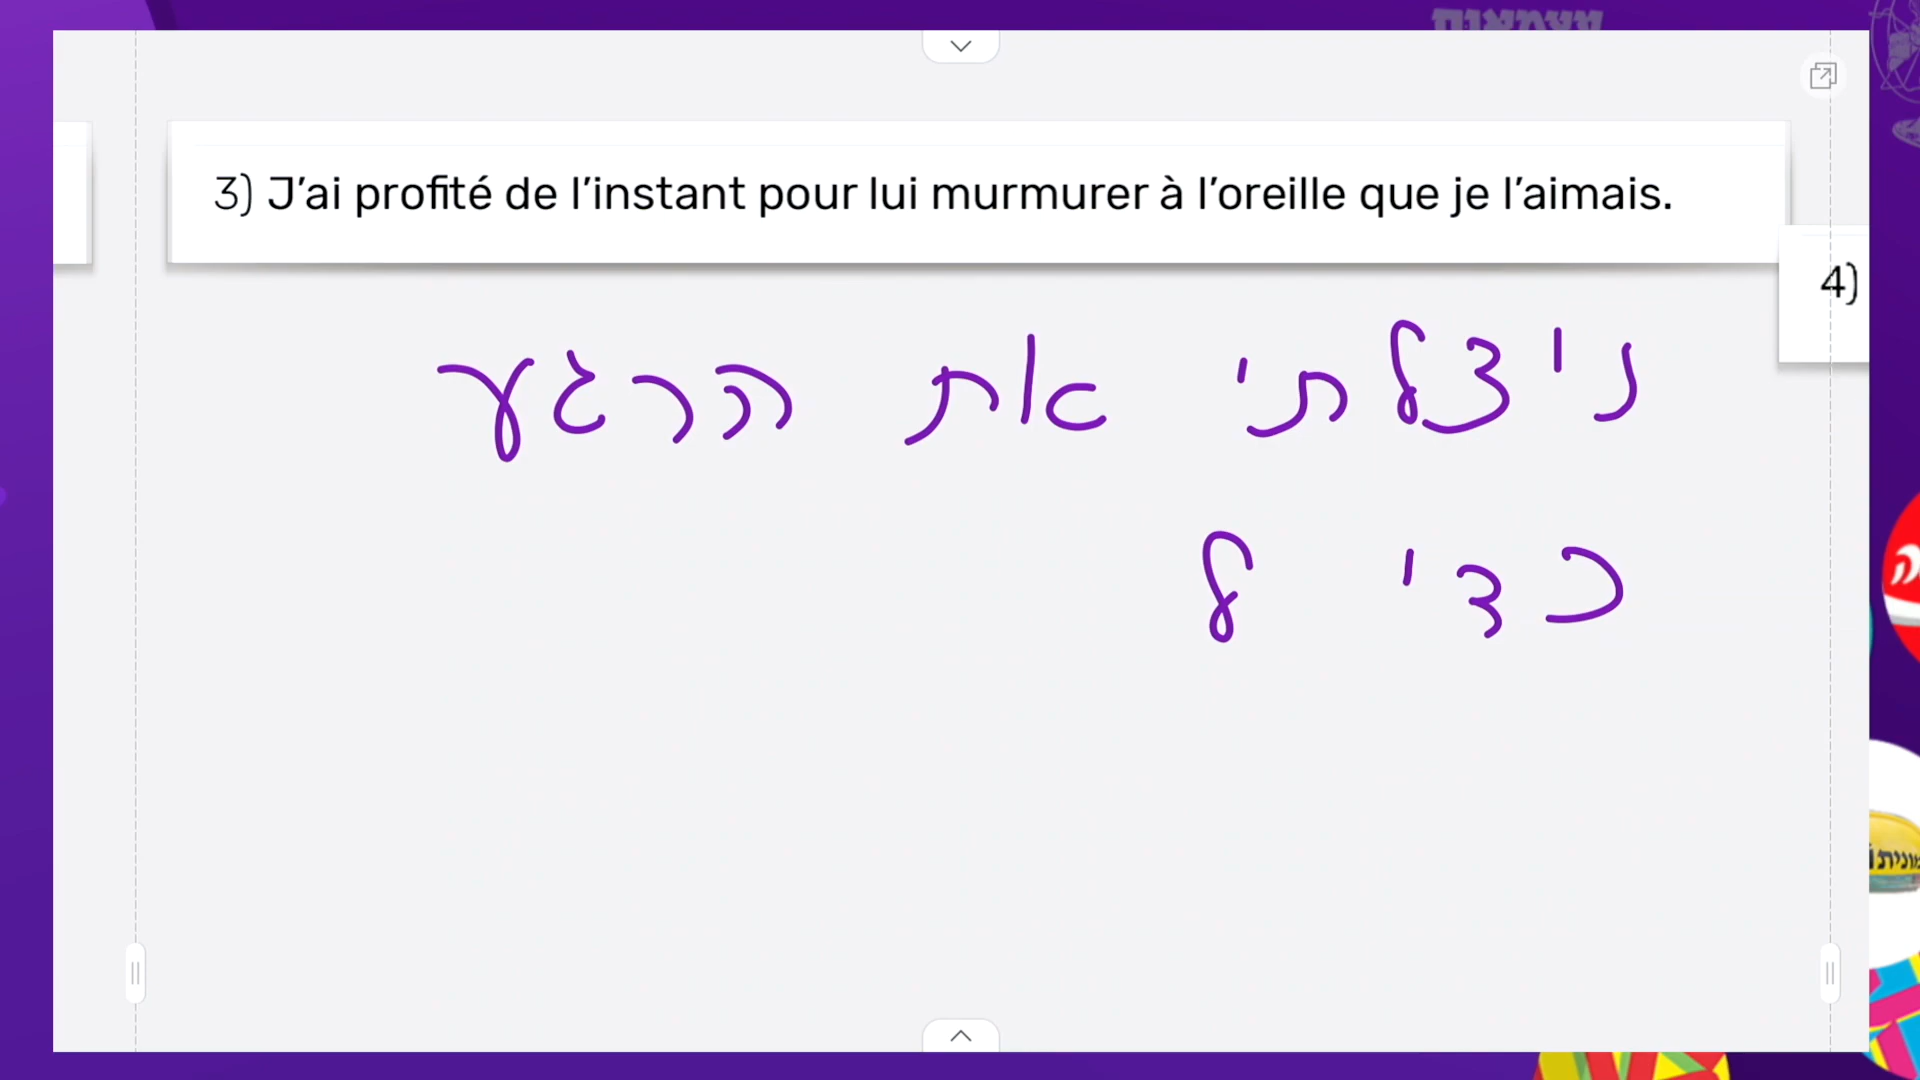 3) J’ai profité de l’instant pour lui murmurer à l’oreille que je l’aimais.
4)
ניצלתי את הרגע
כדי ל